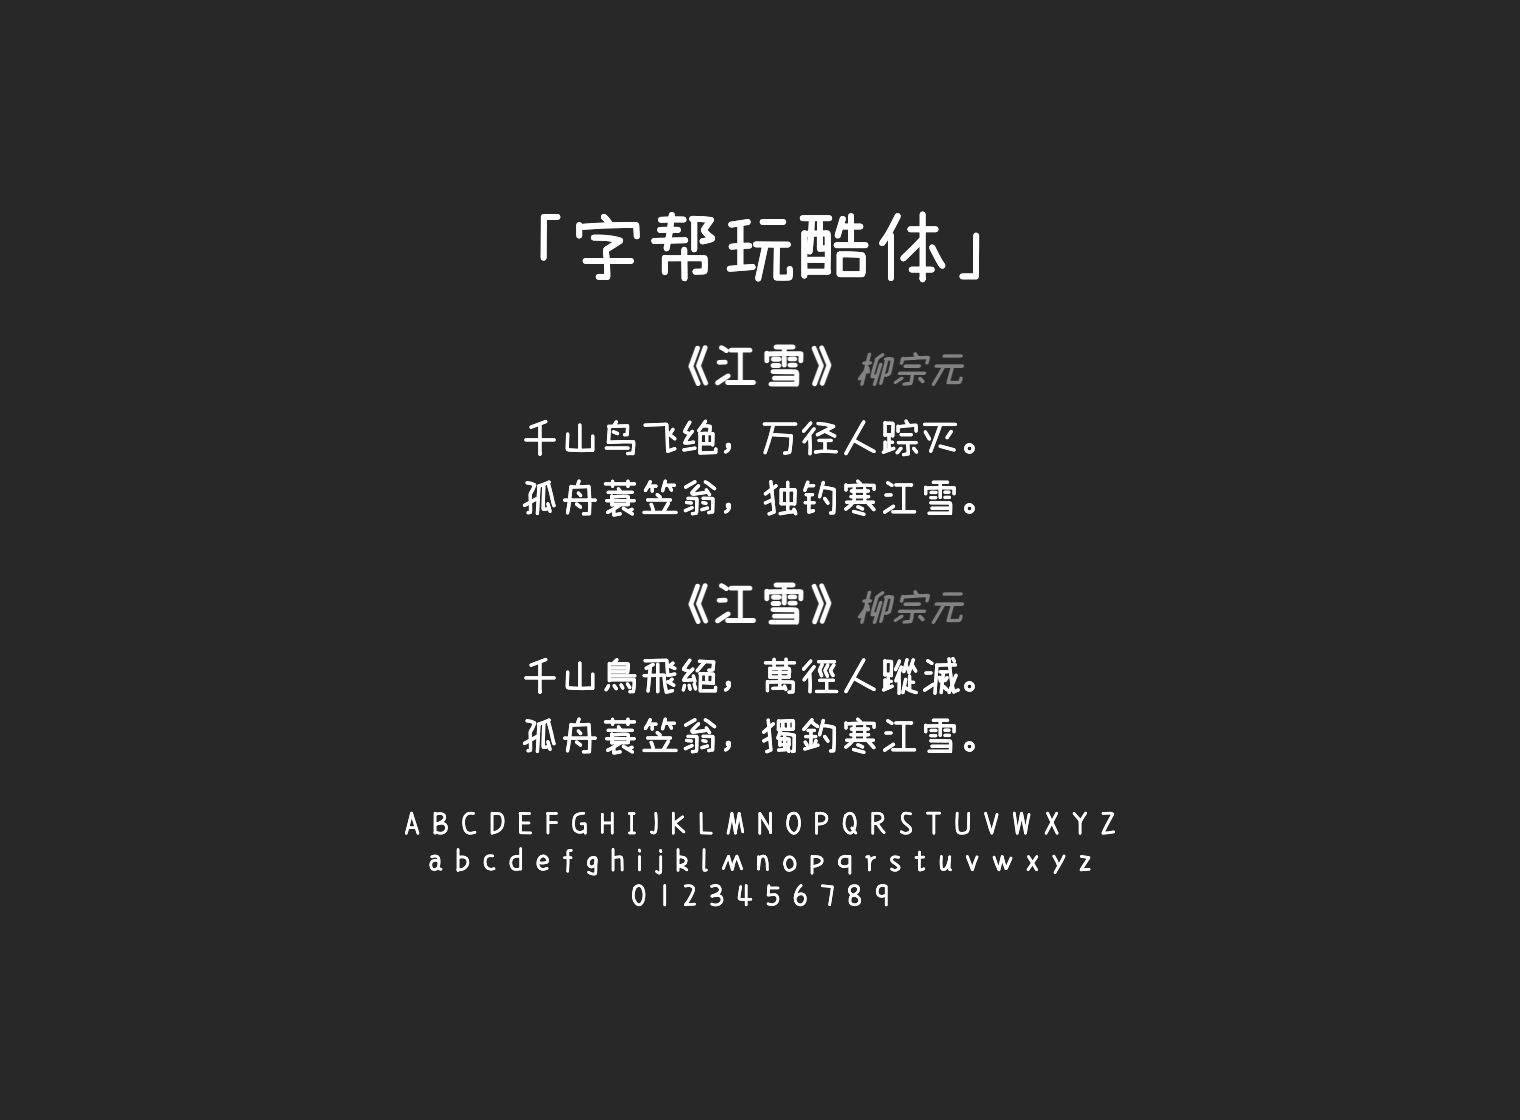 「字帮玩酷体」
《江雪》柳宗元
千山鸟飞绝，万径人踪灭。
孤舟蓑笠翁，独钓寒江雪。
《江雪》柳宗元
千山鳥飛絕，萬徑人蹤滅。
孤舟蓑笠翁，獨釣寒江雪。
A B C D E F G H I J K L M N O P Q R S T U V W X Y Z
a b c d e f g h i j k l m n o p q r s t u v w x y z
0 1 2 3 4 5 6 7 8 9